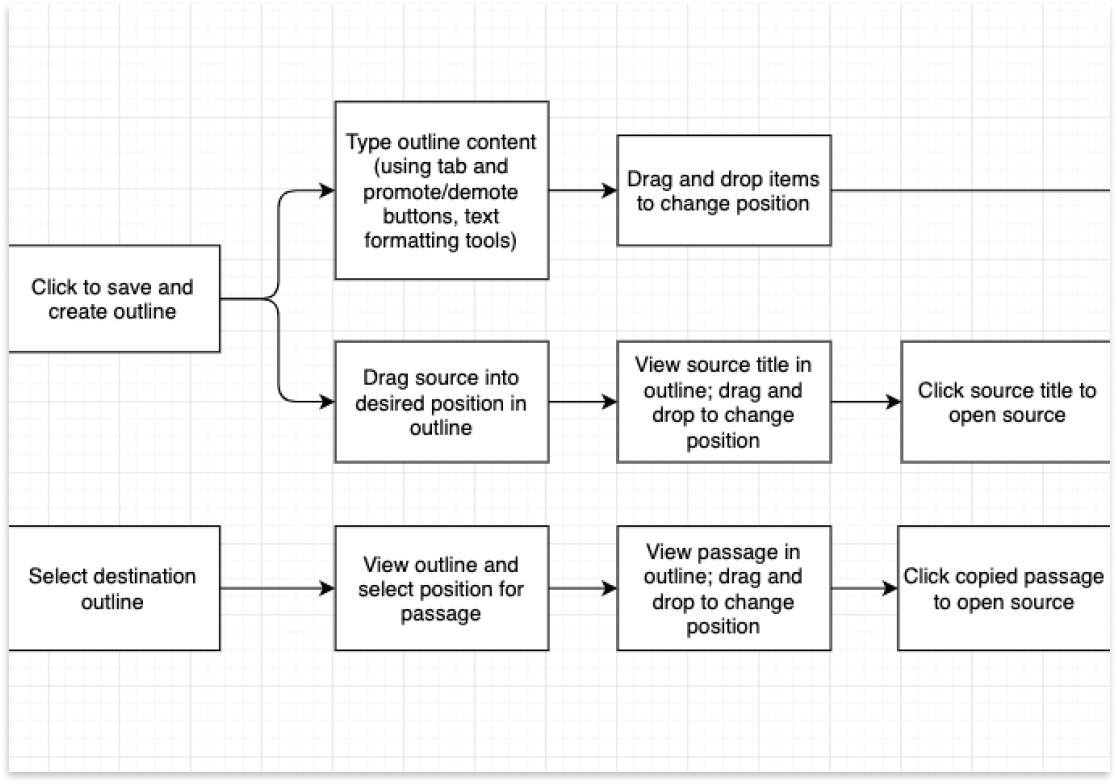 Type outline content
(using tab and
promote/demote
buttons, text
formatting tools)
Drag and drop items
to change position
Click to save and
create outline
Drag source into
desired position in
outline
View source title in
outline; drag and
drop to change
position
Click source title to
open source
Select destination
outline
View outline and
select position for
passage
View passage in
outline; drag and
drop to change
position
Click copied passage
to open source